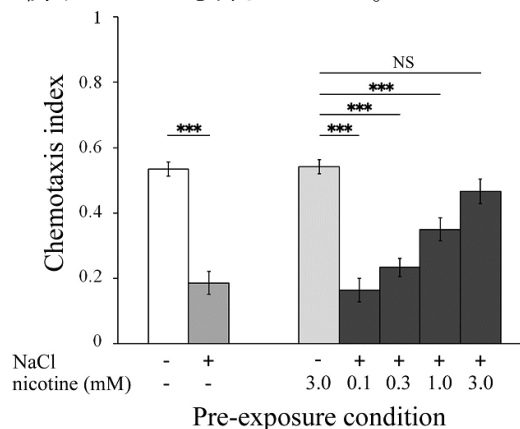 1
NS
0.8
***
***
*** ***
0.6
0.4
0.2
0
Chemotaxis index
NaCl - + - + + + +
nicotine (mM) - - 3.0 0.1 0.3 1.0 3.0
Pre-exposure condition